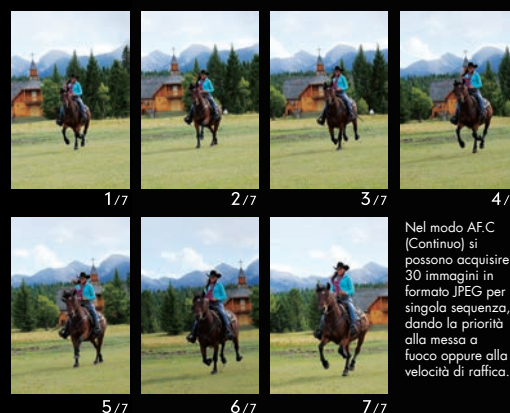 1/7
2/7
3/7
4/
Nel modo AF.C
(Continuo) si
possono acquisire
30 immagini in
formato JPEG per
singola sequenza,
dando la priorità
alla messa a
fuoco oppure alla
velocità di raffica.
5/7
6/7
7/7